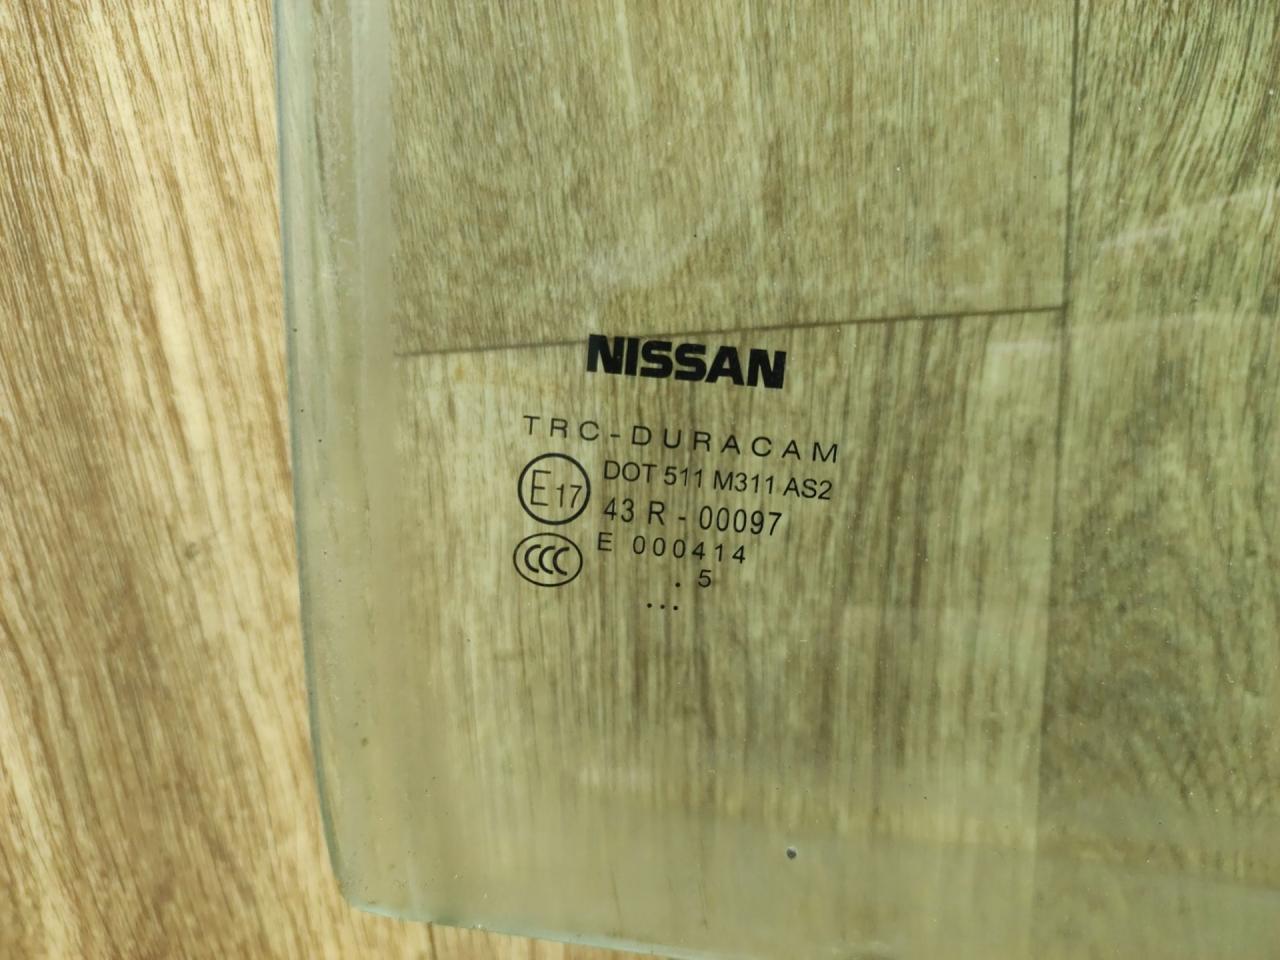 NISSAN
TRC-DURACAM
E17
DOT 511 M311 AS2
43 R - 00097
CCC
E 000414
. 5
...